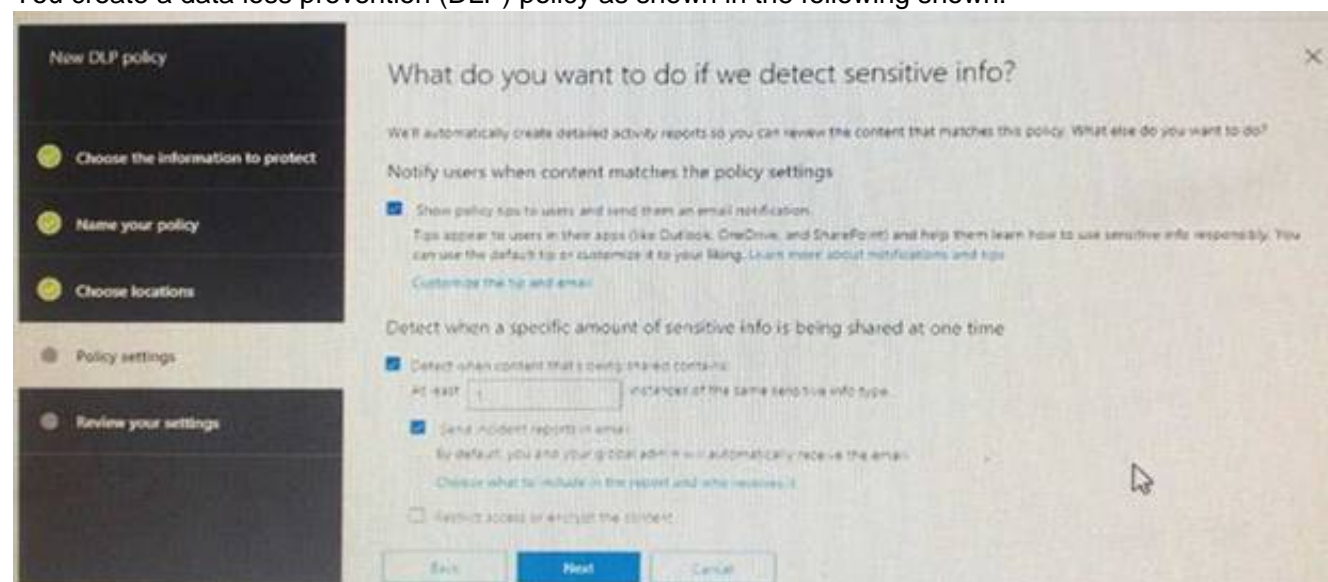 You create a data loss prevention (DLP) policy as shown in the following shown:
New DLP policy
Choose the information to protect
Name your policy
Choose locations
Policy settings
Review your settings
What do you want to do if we detect sensitive info?
We'll automatically create detailed activity reports so you can review the content that matches this policy. What else do you want to do?
Notify users when content matches the policy settings
Show policy tips to users and send them an email notification.
Tips appear to users in their apps (like Outlook, OneDrive, and SharePoint) and help them learn how to use sensitive info responsibly. You
can use the default tip or customize it to your liking. Learn more about notifications and tips
Customize the tip and email
Detect when a specific amount of sensitive info is being shared at one time
Detect when content that's being shared contains:
At least 1 instances of the same sensitive info type.
Send incident reports in email
By default, you and your global admin will automatically receive the email.
Choose what to include in the report and who receives it
Restrict access or encrypt the content
Back
Next
Cancel